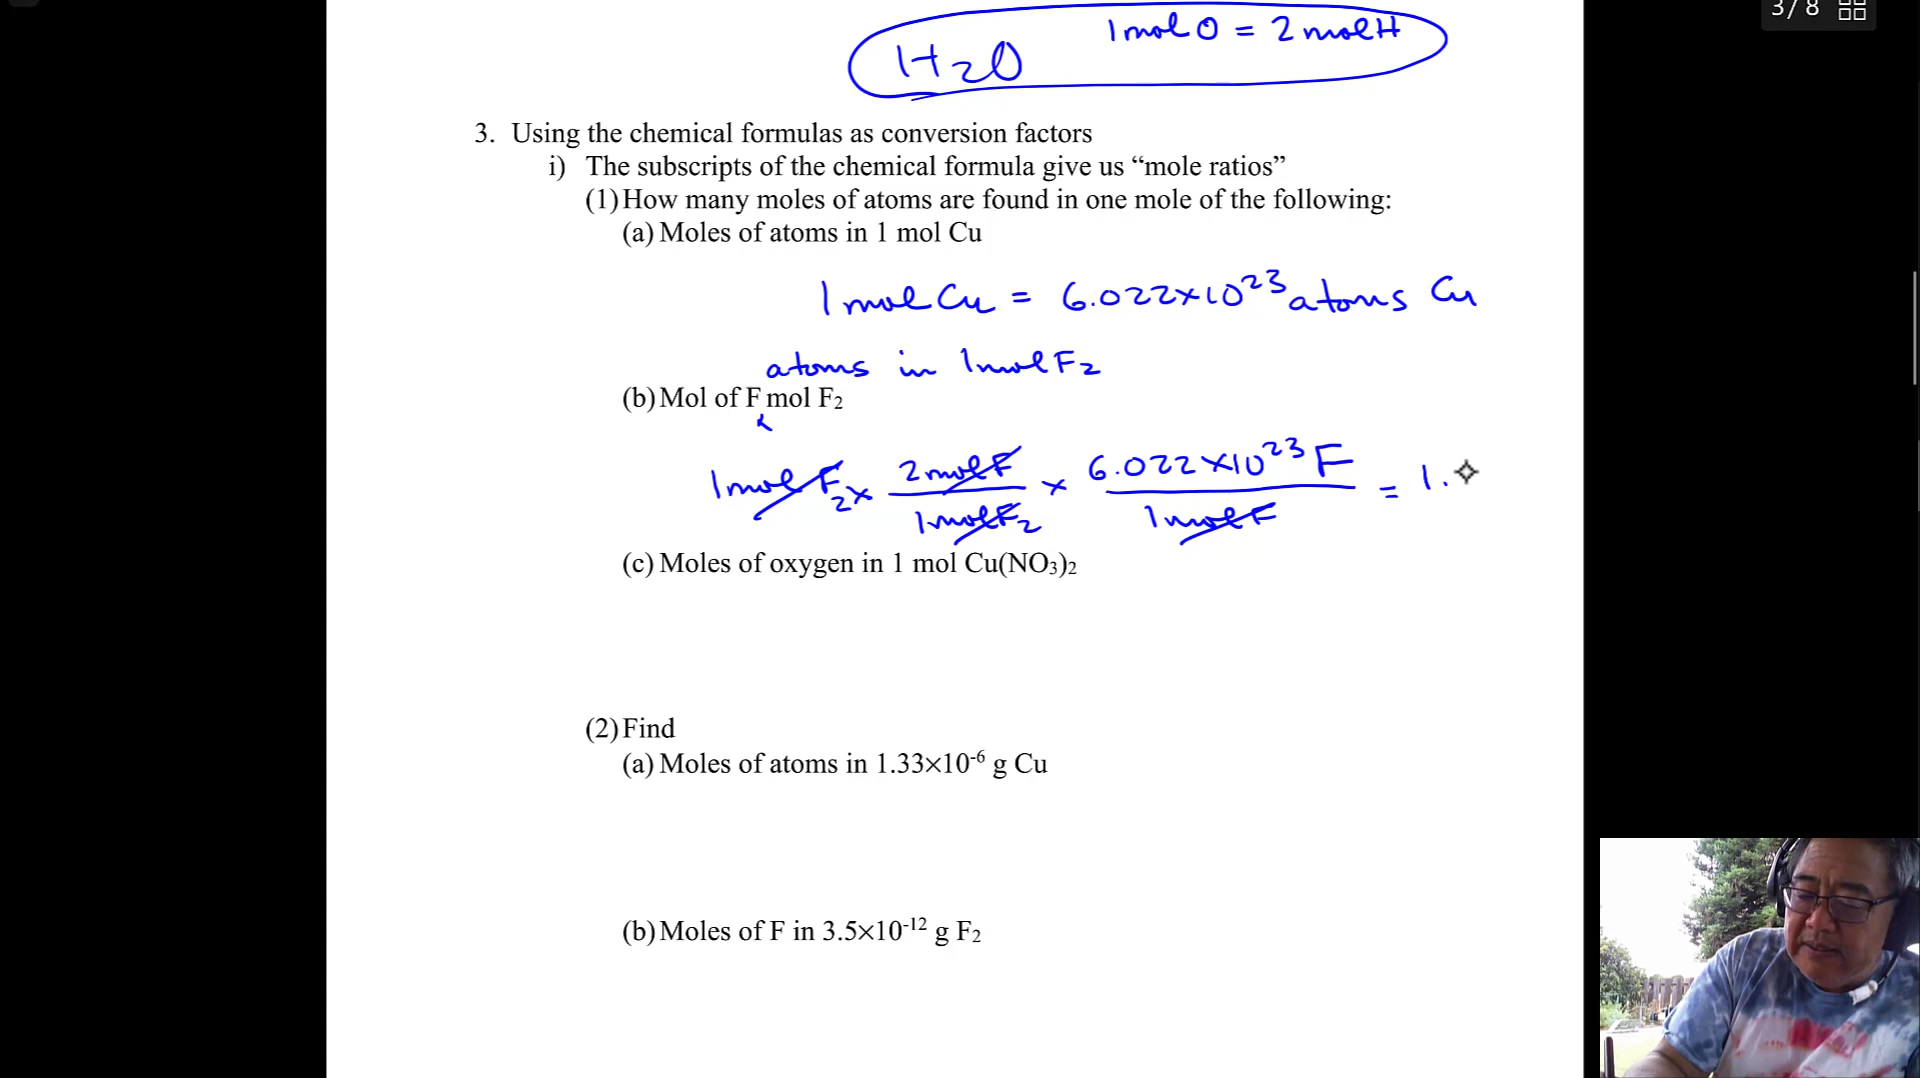 3/8
H2O 1 mol O = 2 mol H
3. Using the chemical formulas as conversion factors
i) The subscripts of the chemical formula give us “mole ratios”
(1) How many moles of atoms are found in one mole of the following:
(a) Moles of atoms in 1 mol Cu
1 mol Cu = 6.022×10²³ atoms Cu
atoms in 1 mol F2
(b) Mol of F mol F₂
1 mol F2 × 2 mol F / 1 mol F2 × 6.022×10²³ F / 1 mol F = 1.
(c) Moles of oxygen in 1 mol Cu(NO₃)₂
(2) Find
(a) Moles of atoms in 1.33×10⁻⁶ g Cu
(b) Moles of F in 3.5×10⁻¹² g F₂